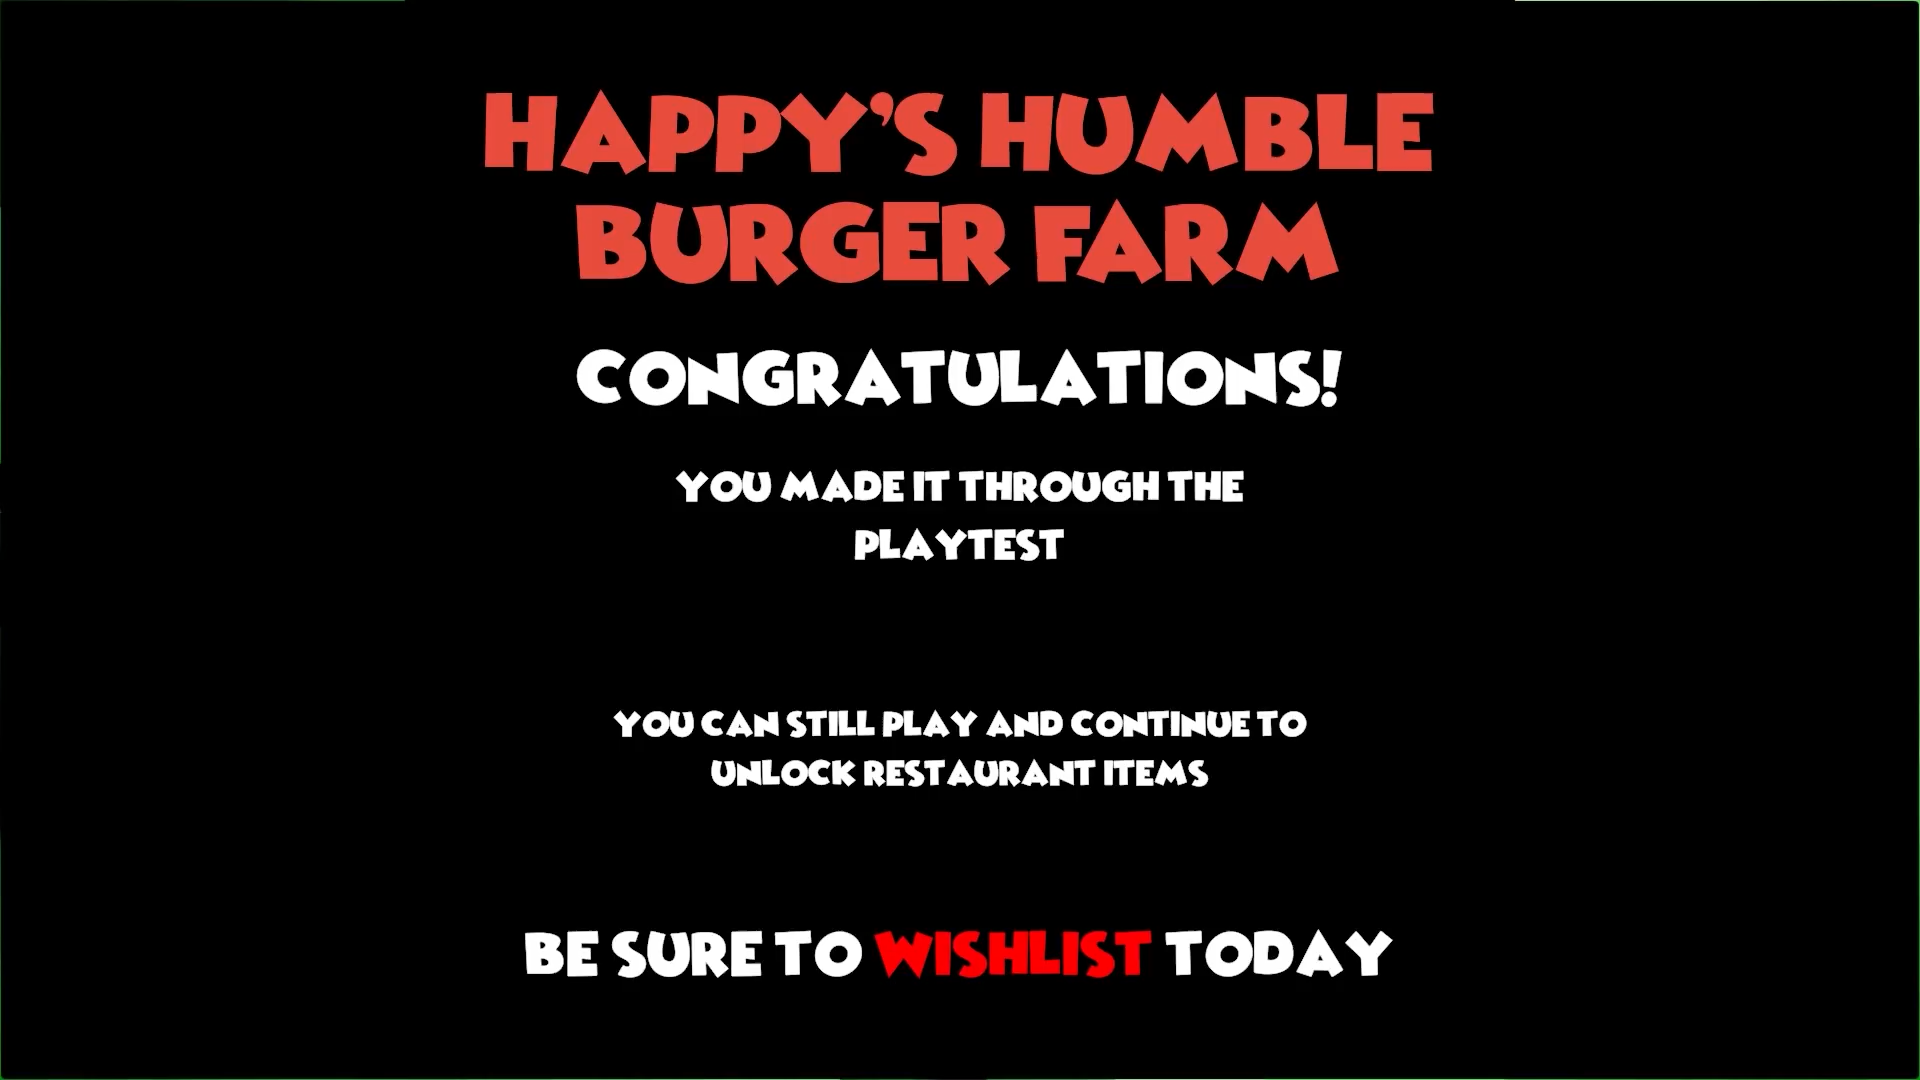 HAPPY'S HUMBLE
BURGER FARM
CONGRATULATIONS!
YOU MADE IT THROUGH THE
PLAYTEST
YOU CAN STILL PLAY AND CONTINUE TO
UNLOCK RESTAURANT ITEMS
BE SURE TO WISHLIST TODAY